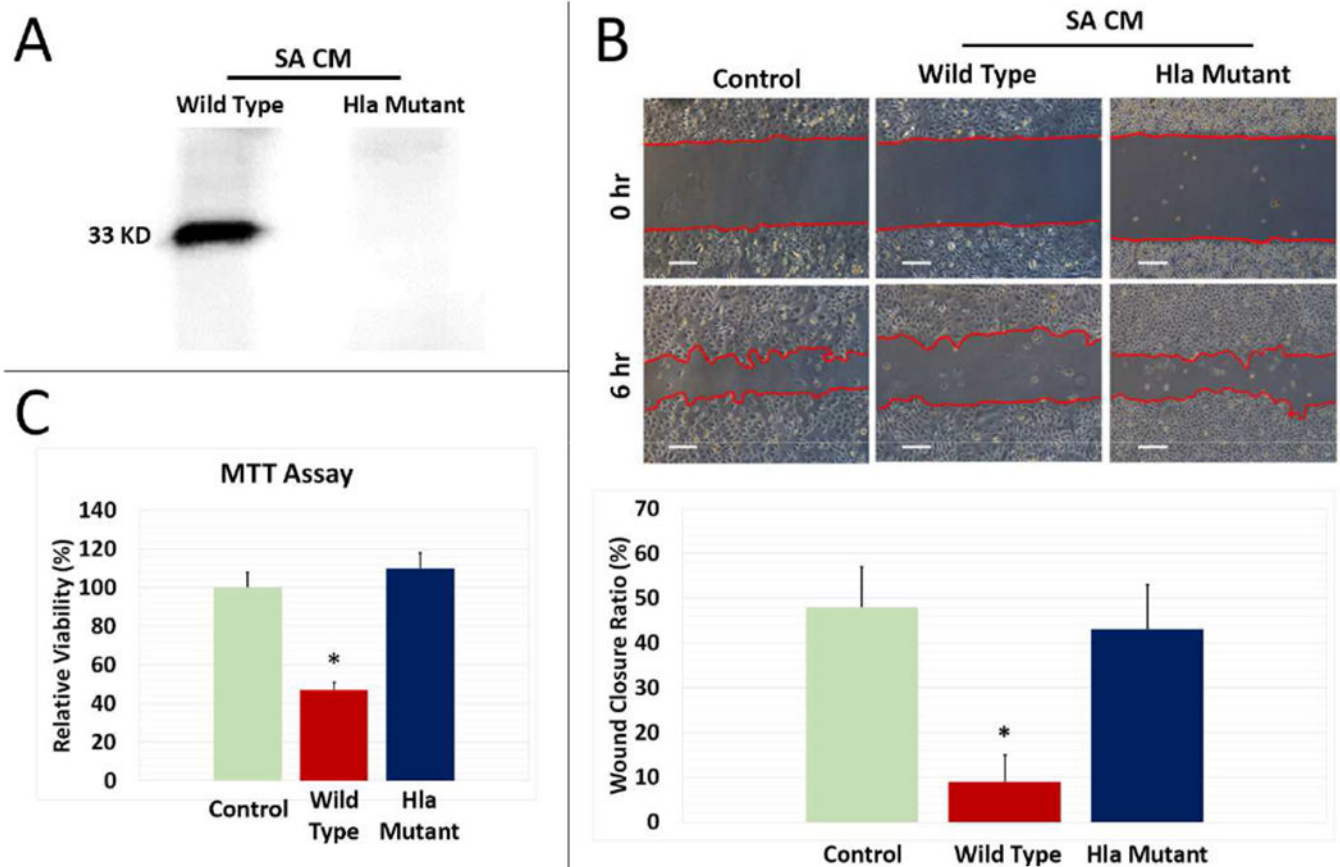 A
SA CM
Wild Type Hla Mutant
33 KD
B
SA CM
Control Wild Type Hla Mutant
0 hr
6 hr
C
MTT Assay
Relative Viability (%)
140
120
100
80
60
40
20
0
*
Control Wild Type Hla Mutant
Wound Closure Ratio (%)
70
60
50
40
30
20
10
0
*
Control Wild Type Hla Mutant